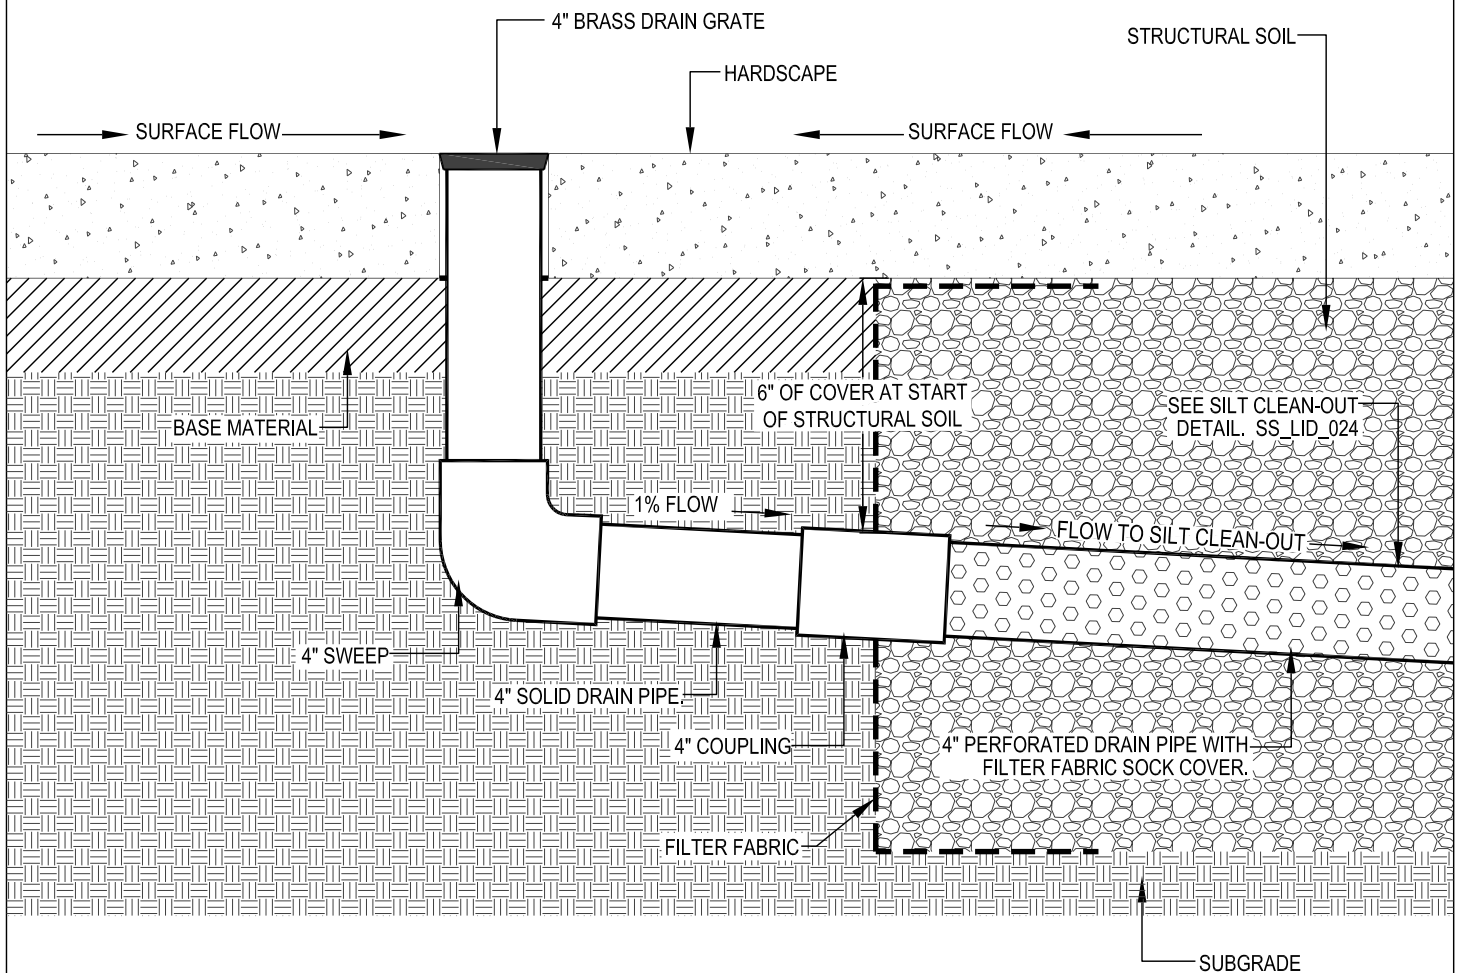 4" BRASS DRAIN GRATE
STRUCTURAL SOIL
HARDSCAPE
SURFACE FLOW
SURFACE FLOW
6" OF COVER AT START
OF STRUCTURAL SOIL
SEE SILT CLEAN-OUT
DETAIL. SS_LID_024
BASE MATERIAL
1% FLOW
FLOW TO SILT CLEAN-OUT
4" SWEEP
4" SOLID DRAIN PIPE.
4" COUPLING
4" PERFORATED DRAIN PIPE WITH
FILTER FABRIC SOCK COVER.
FILTER FABRIC
SUBGRADE